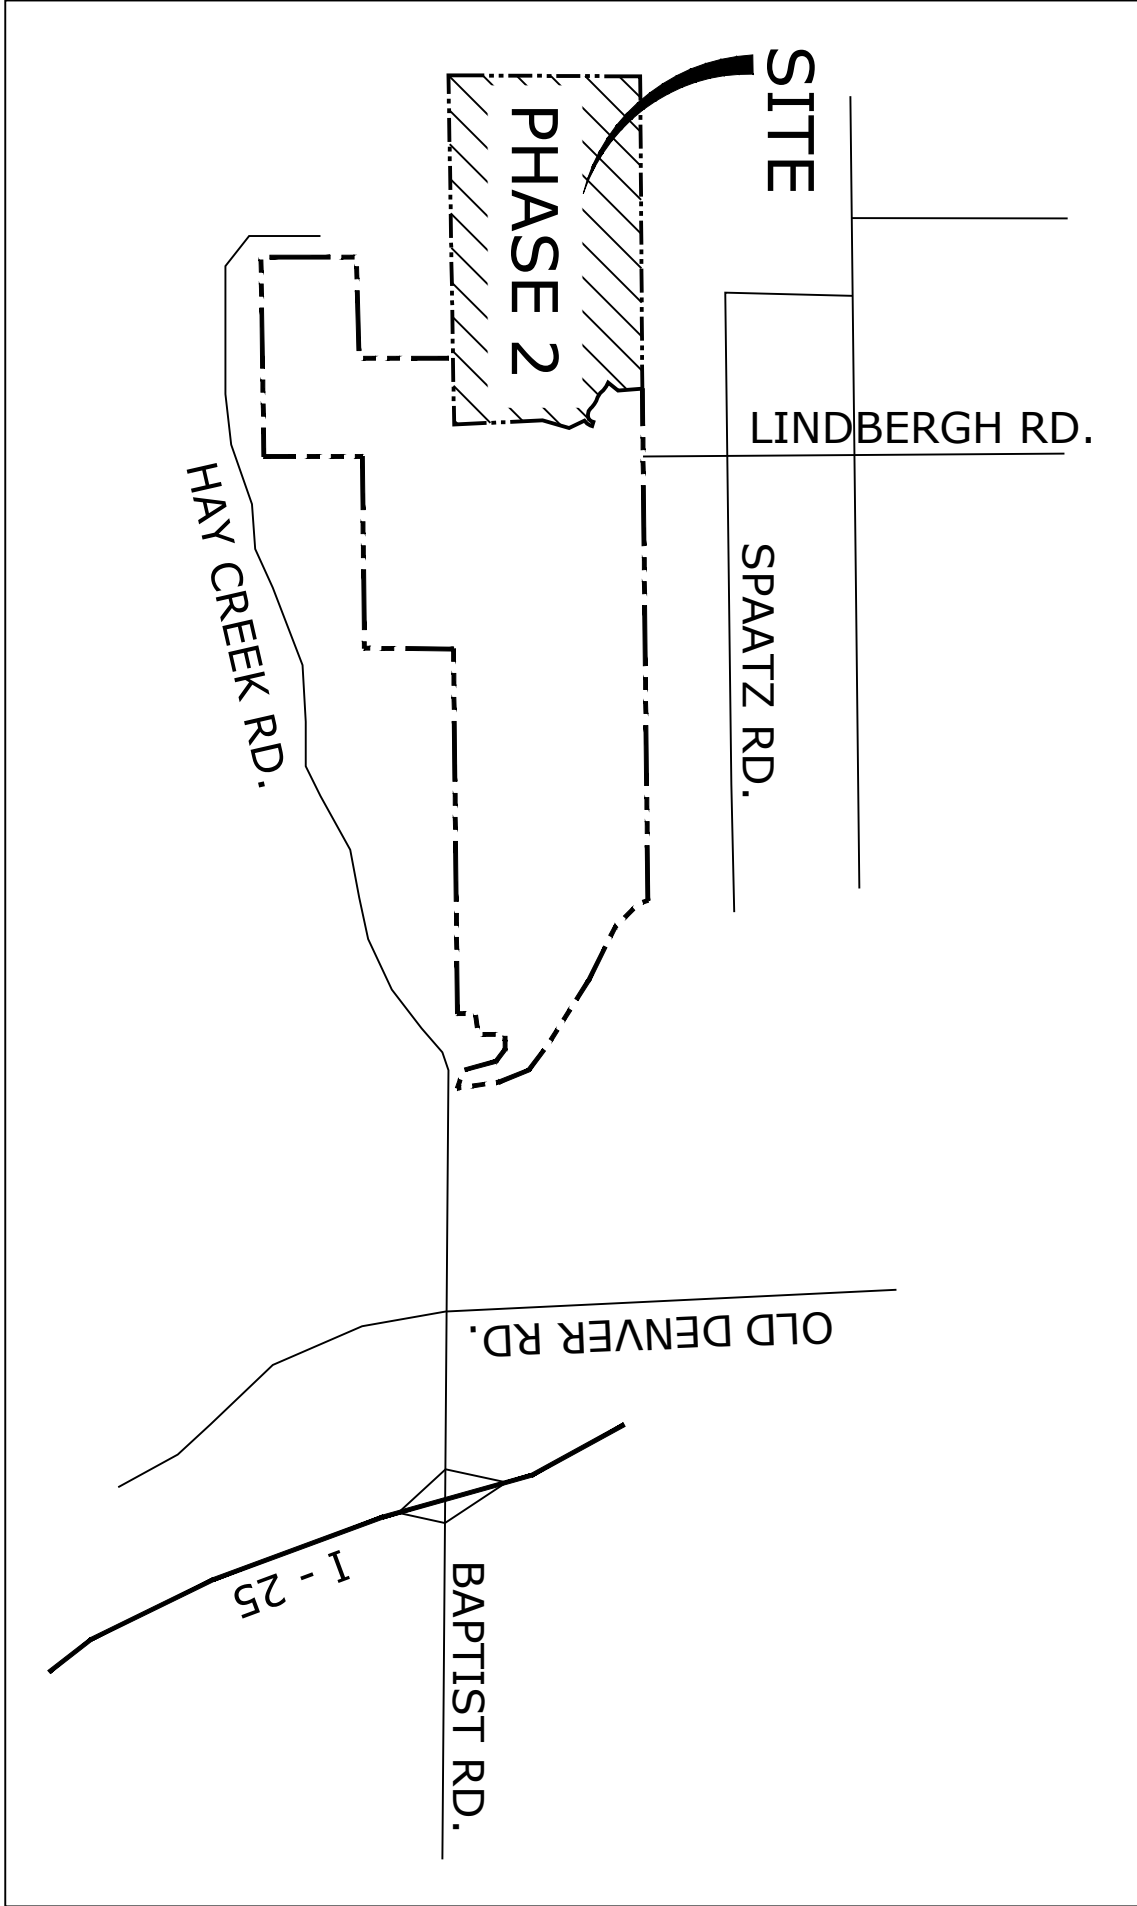 SITE
PHASE 2
LINDBERGH RD.
SPAATZ RD.
HAY CREEK RD.
OLD DENVER RD.
I - 25
BAPTIST RD.